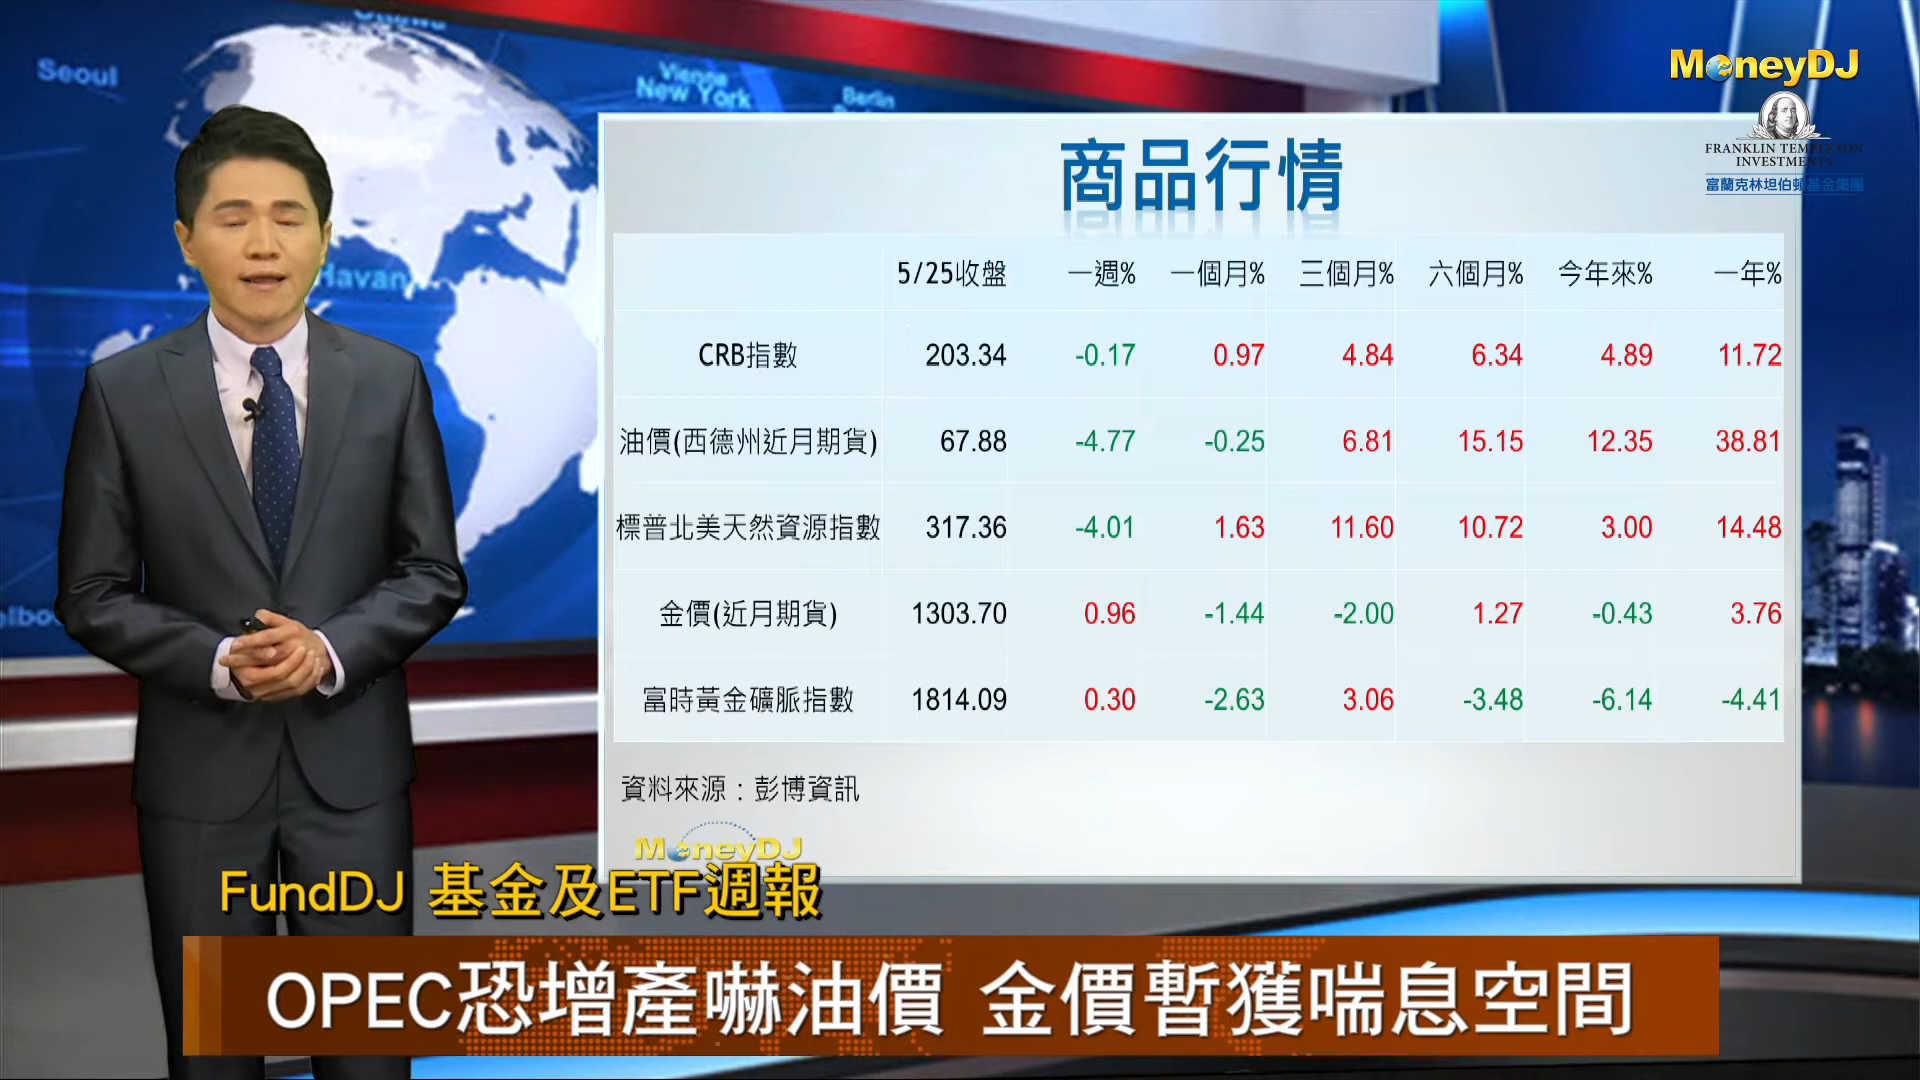 Seoul
Vienna
New York
Berlin
Havan
MoneyDJ
FRANKLIN TEMPLETON
INVESTMENTS
富蘭克林坦伯頓基金集團
商品行情
5/25收盤 一週% 一個月% 三個月% 六個月% 今年來% 一年%
CRB指數 203.34 -0.17 0.97 4.84 6.34 4.89 11.72
油價(西德州近月期貨) 67.88 -4.77 -0.25 6.81 15.15 12.35 38.81
標普北美天然資源指數 317.36 -4.01 1.63 11.60 10.72 3.00 14.48
金價(近月期貨) 1303.70 0.96 -1.44 -2.00 1.27 -0.43 3.76
富時黃金礦脈指數 1814.09 0.30 -2.63 3.06 -3.48 -6.14 -4.41
資料來源：彭博資訊
MoneyDJ
FundDJ 基金及ETF週報
OPEC恐增產嚇油價 金價暫獲喘息空間